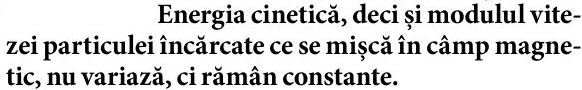 Energia cinetică, deci și modulul vite-
zei particulei încărcate ce se mișcă în câmp magne-
tic, nu variază, ci rămân constante.